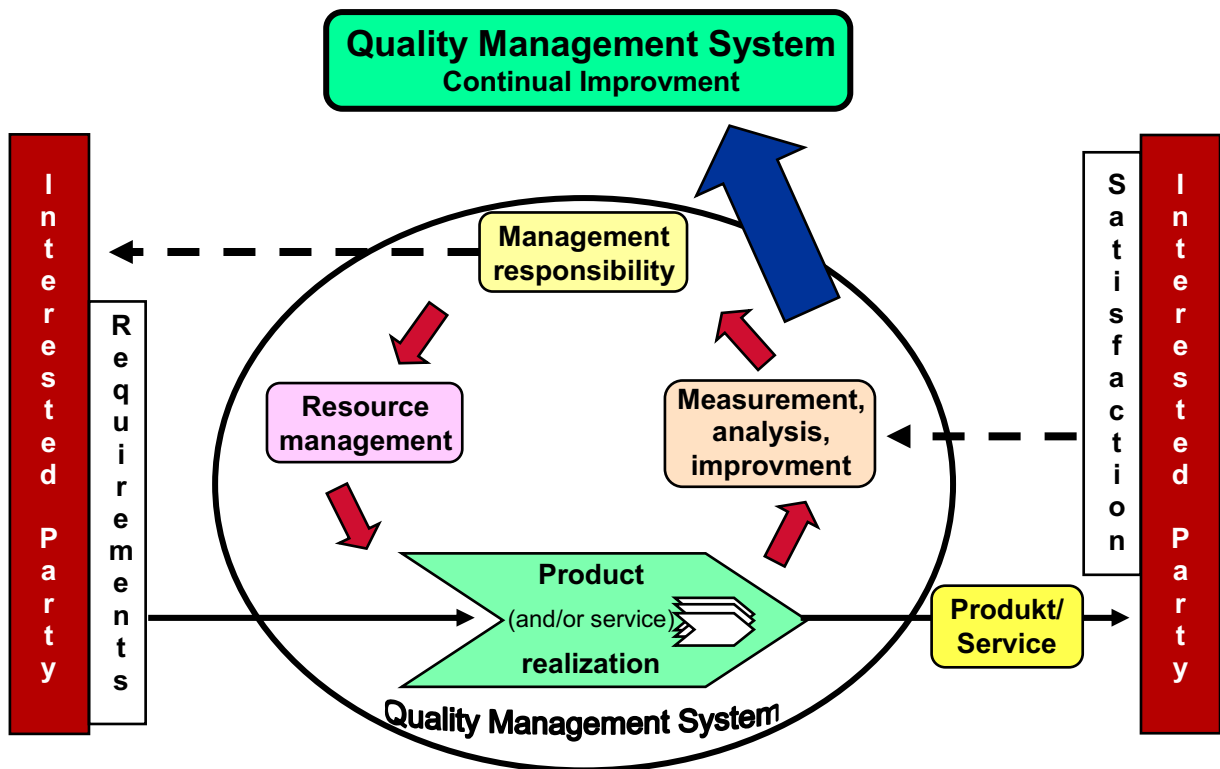 Quality Management System
Continual Improvment
Interested Party
Requirements
Management
responsibility
Resource
management
Measurement,
analysis,
improvment
Product
(and/or service)
realization
Quality Management System
Produkt/
Service
Satisfaction
Interested Party